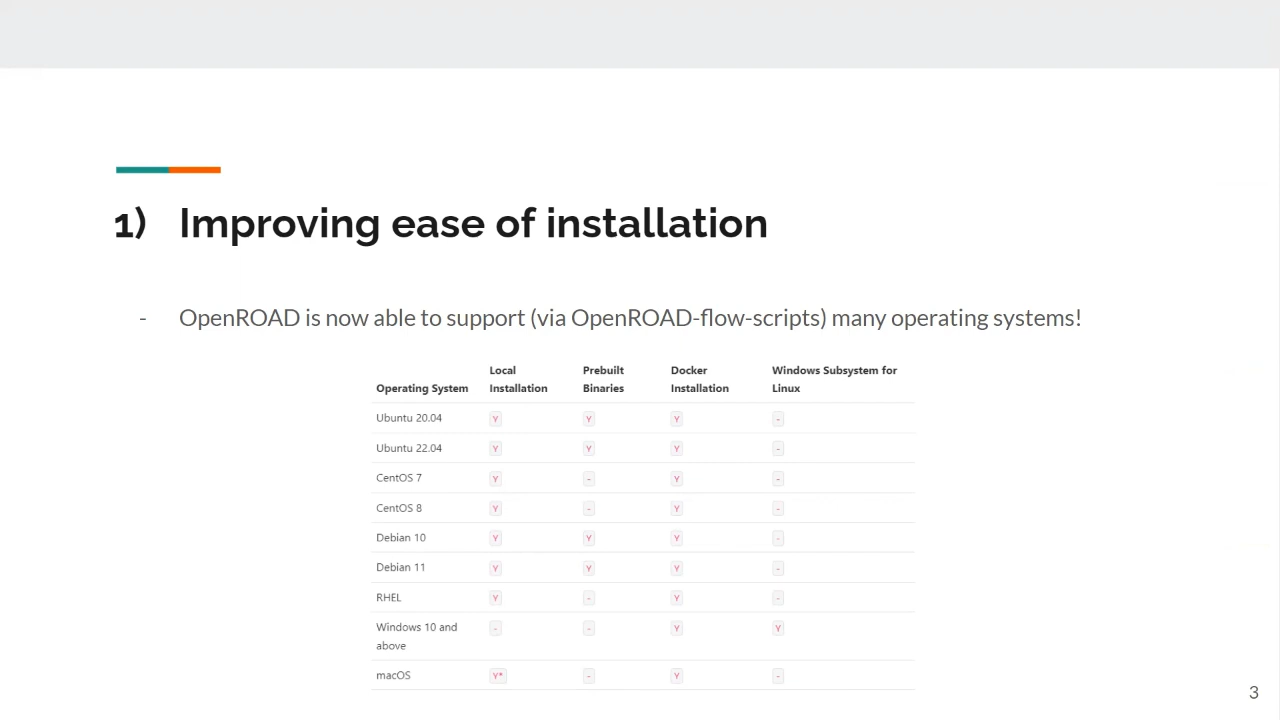 1) Improving ease of installation
- OpenROAD is now able to support (via OpenROAD-flow-scripts) many operating systems!
Operating System Local Installation Prebuilt Binaries Docker Installation Windows Subsystem for Linux
Ubuntu 20.04 Y Y Y -
Ubuntu 22.04 Y Y Y -
CentOS 7 Y - Y -
CentOS 8 Y - Y -
Debian 10 Y Y Y -
Debian 11 Y Y Y -
RHEL Y - Y -
Windows 10 and above - - Y Y
macOS Y* - Y -
3